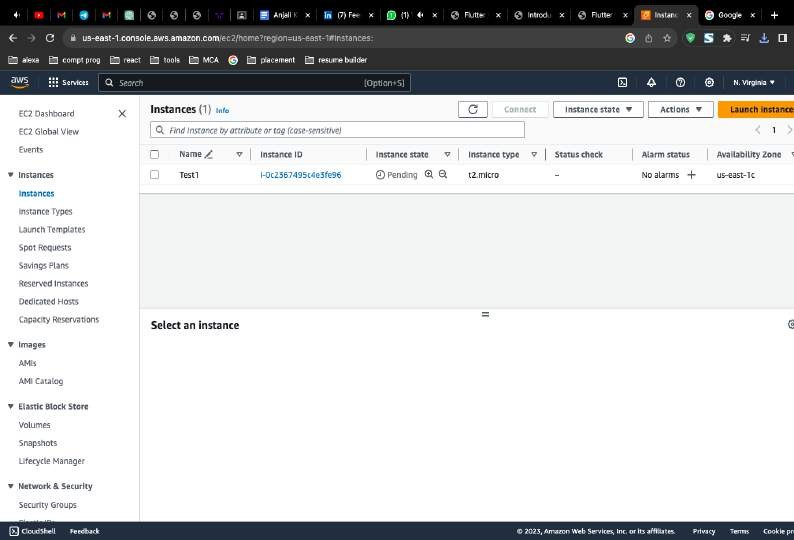 Anjali K
(7) Fee
(1)
Flutter
Introdu
Flutter
Instanc
Google
us-east-1.console.aws.amazon.com/ec2/home?region=us-east-1#Instances:
alexa
compt prog
react
tools
MCA
placement
resume builder
aws
Services
Search
[Option+S]
N. Virginia
EC2 Dashboard
EC2 Global View
Events
Instances
Instances
Instance Types
Launch Templates
Spot Requests
Savings Plans
Reserved Instances
Dedicated Hosts
Capacity Reservations
Images
AMIs
AMI Catalog
Elastic Block Store
Volumes
Snapshots
Lifecycle Manager
Network & Security
Security Groups
Instances (1) Info
Connect
Instance state
Actions
Launch instance
Find Instance by attribute or tag (case-sensitive)
1
Name
Instance ID
Instance state
Instance type
Status check
Alarm status
Availability Zone
Test1
i-0c2367495c4e3fe96
Pending
t2.micro
–
No alarms
us-east-1c
Select an instance
CloudShell
Feedback
© 2023, Amazon Web Services, Inc. or its affiliates.
Privacy
Terms
Cookie pr